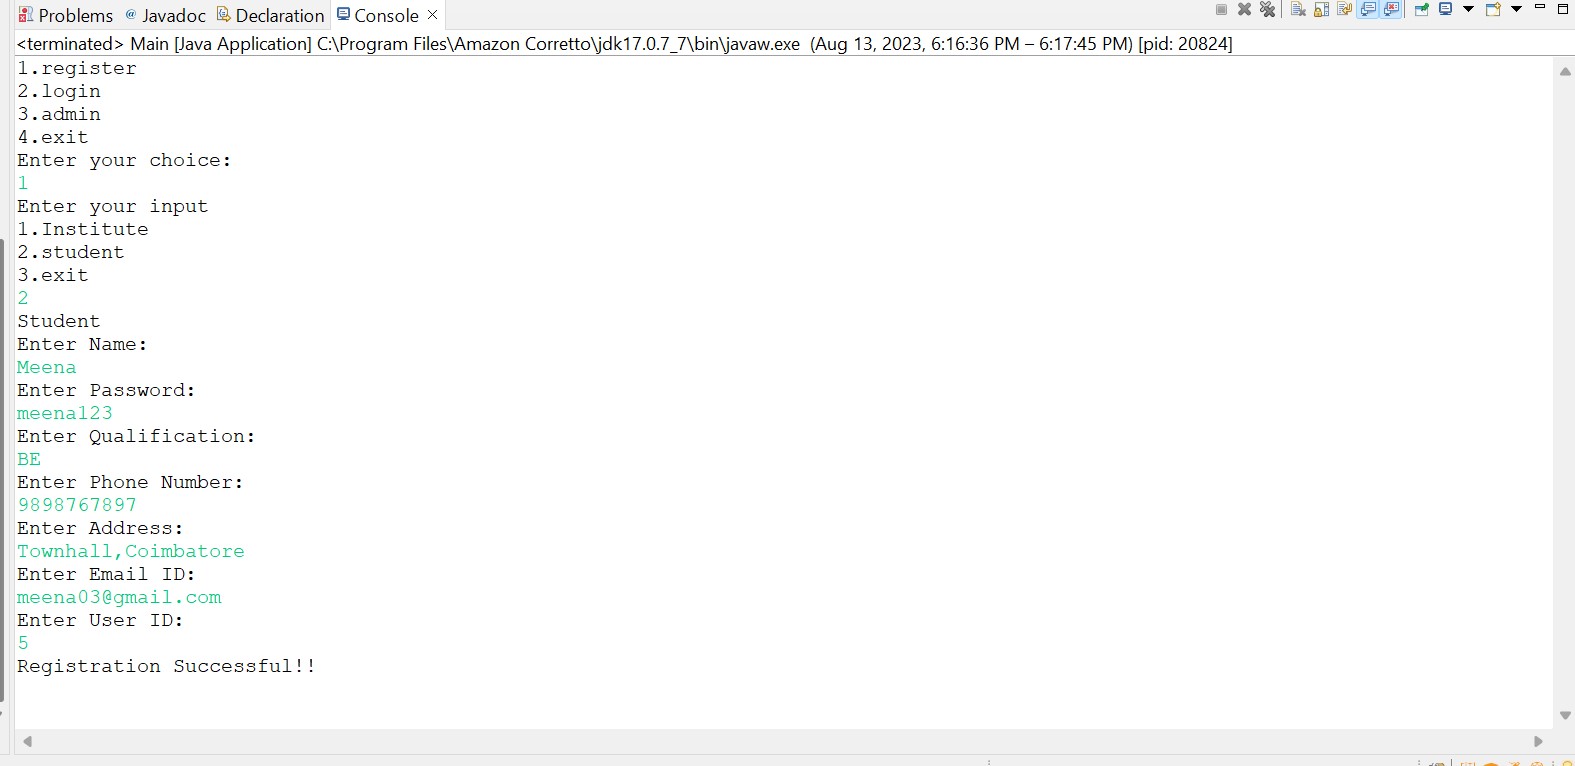 Problems @ Javadoc Declaration Console
<terminated> Main [Java Application] C:\Program Files\Amazon Corretto\jdk17.0.7_7\bin\javaw.exe (Aug 13, 2023, 6:16:36 PM – 6:17:45 PM) [pid: 20824]
1.register
2.login
3.admin
4.exit
Enter your choice:
1
Enter your input
1.Institute
2.student
3.exit
2
Student
Enter Name:
Meena
Enter Password:
meena123
Enter Qualification:
BE
Enter Phone Number:
9898767897
Enter Address:
Townhall,Coimbatore
Enter Email ID:
meena03@gmail.com
Enter User ID:
5
Registration Successful!!